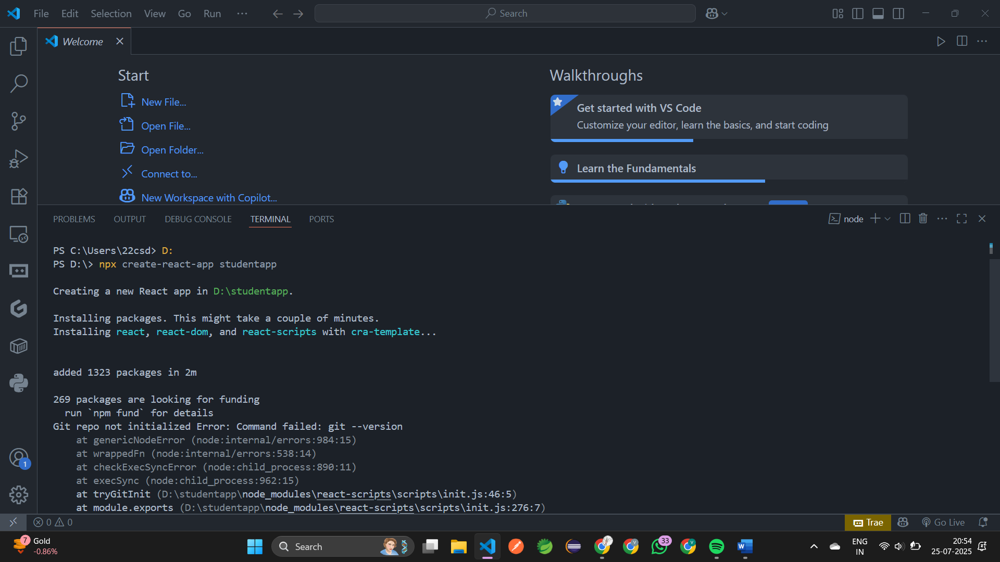 File Edit Selection View Go Run ···
Search
Welcome
Start
New File...
Open File...
Open Folder...
Connect to...
New Workspace with Copilot...
Walkthroughs
Get started with VS Code
Customize your editor, learn the basics, and start coding
Learn the Fundamentals
PROBLEMS OUTPUT DEBUG CONSOLE TERMINAL PORTS
node
PS C:\Users\22csd> D:
PS D:\> npx create-react-app studentapp
Creating a new React app in D:\studentapp.
Installing packages. This might take a couple of minutes.
Installing react, react-dom, and react-scripts with cra-template...
added 1323 packages in 2m
269 packages are looking for funding
run `npm fund` for details
Git repo not initialized Error: Command failed: git --version
at genericNodeError (node:internal/errors:984:15)
at wrappedFn (node:internal/errors:538:14)
at checkExecSyncError (node:child_process:890:11)
at execSync (node:child_process:962:15)
at tryGitInit (D:\studentapp\node_modules\react-scripts\scripts\init.js:46:5)
at module.exports (D:\studentapp\node_modules\react-scripts\scripts\init.js:276:7)
1
0 0
Trae
Go Live
7
Gold
-0.86%
Search
33
ENG
IN
20:54
25-07-2025